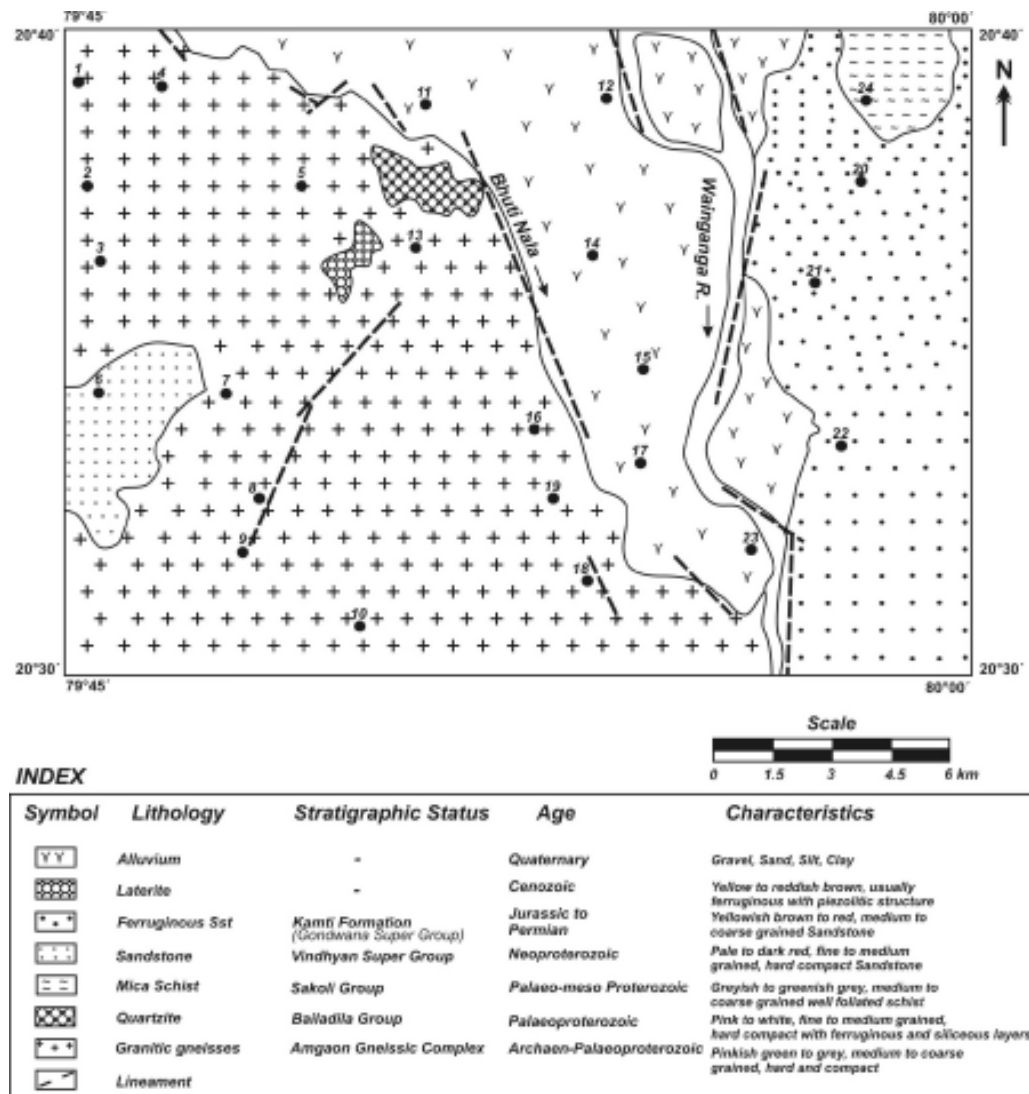 79°45´ 80°00´
20°40´ 20°40´
N
1
4
11
12
24
2
5
20
Bhuti Nala
Wainganga R.
3
13
14
21
15
6
7
16
22
17
8
19
9
23
18
10
20°30´ 20°30´
79°45´ 80°00´
Scale
0 1.5 3 4.5 6 km
INDEX
Symbol Lithology Stratigraphic Status Age Characteristics
Alluvium - Quaternary Gravel, Sand, Silt, Clay
Laterite - Cenozoic Yellow to reddish brown, usually
ferruginous with piezolitic structure
Ferruginous Sst Kamti Formation Jurassic to Yellowish brown to red, medium to
(Gondwana Super Group) Permian coarse grained Sandstone
Sandstone Vindhyan Super Group Neoproterozoic Pale to dark red, fine to medium
grained, hard compact Sandstone
Mica Schist Sakoli Group Palaeo-meso Proterozoic Greyish to greenish grey, medium to
coarse grained well foliated schist
Quartzite Bailadila Group Palaeoproterozoic Pink to white, fine to medium grained,
hard compact with ferruginous and siliceous layers
Granitic gneisses Amgaon Gneissic Complex Archaen-Palaeoproterozoic Pinkish green to grey, medium to coarse
grained, hard and compact
Lineament